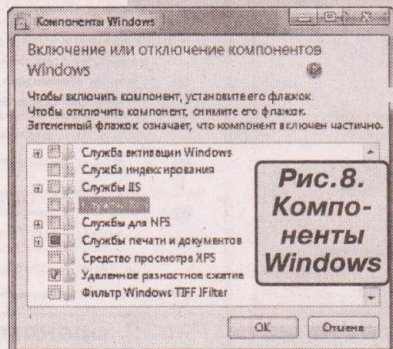 Компоненты Windows
Включение или отключение компонентов
Windows
Чтобы включить компонент, установите его флажок.
Чтобы отключить компонент, снимите его флажок.
Затененный флажок означает, что компонент включен частично.
Служба активации Windows
Служба индексирования
Службы IIS
Службы для NFS
Службы печати и документов
Средство просмотра XPS
Удаленное разностное сжатие
Фильтр Windows TIFF IFilter
Рис.8.
Компо-
ненты
Windows
OK
Отмена